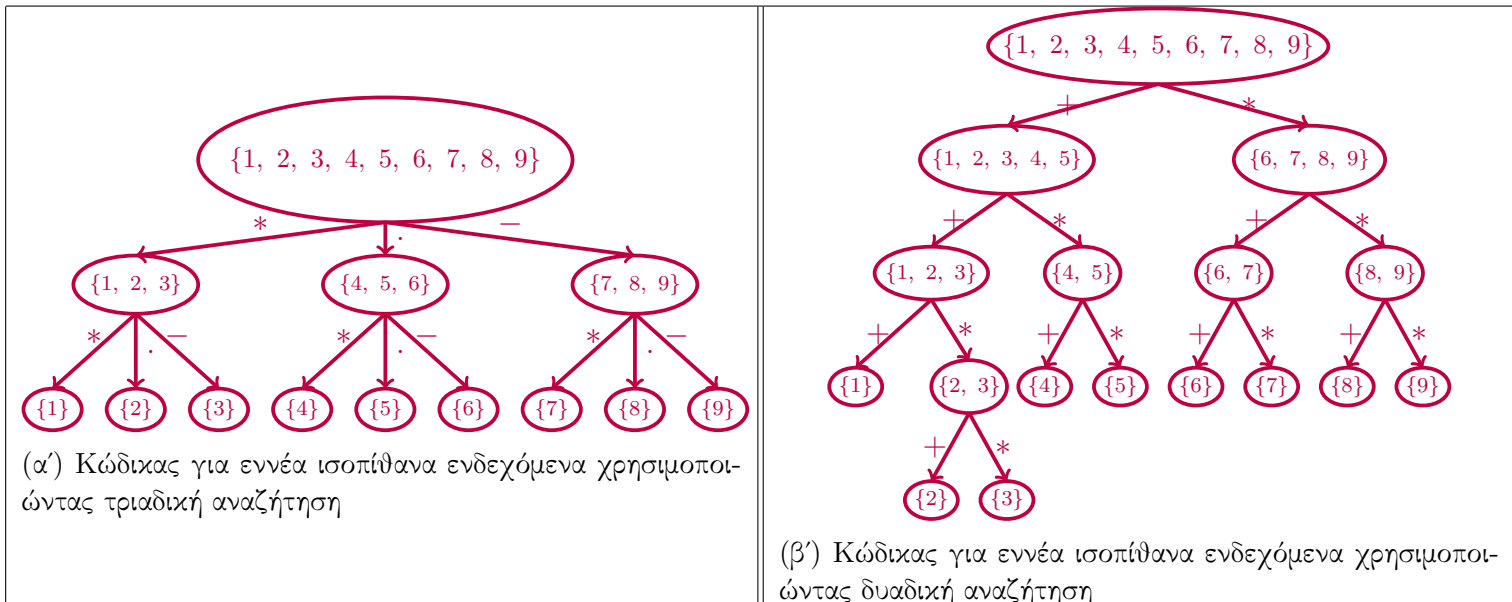 {1, 2, 3, 4, 5, 6, 7, 8, 9}
* . −
{1, 2, 3} {4, 5, 6} {7, 8, 9}
* . − * . − * . −
{1} {2} {3} {4} {5} {6} {7} {8} {9}
(αʹ) Κώδικας για εννέα ισοπίθανα ενδεχόμενα χρησιμοποι-
ώντας τριαδική αναζήτηση
{1, 2, 3, 4, 5, 6, 7, 8, 9}
+ *
{1, 2, 3, 4, 5} {6, 7, 8, 9}
+ * + *
{1, 2, 3} {4, 5} {6, 7} {8, 9}
+ * + * + * + *
{1} {2, 3} {4} {5} {6} {7} {8} {9}
+ *
{2} {3}
(βʹ) Κώδικας για εννέα ισοπίθανα ενδεχόμενα χρησιμοποι-
ώντας δυαδική αναζήτηση